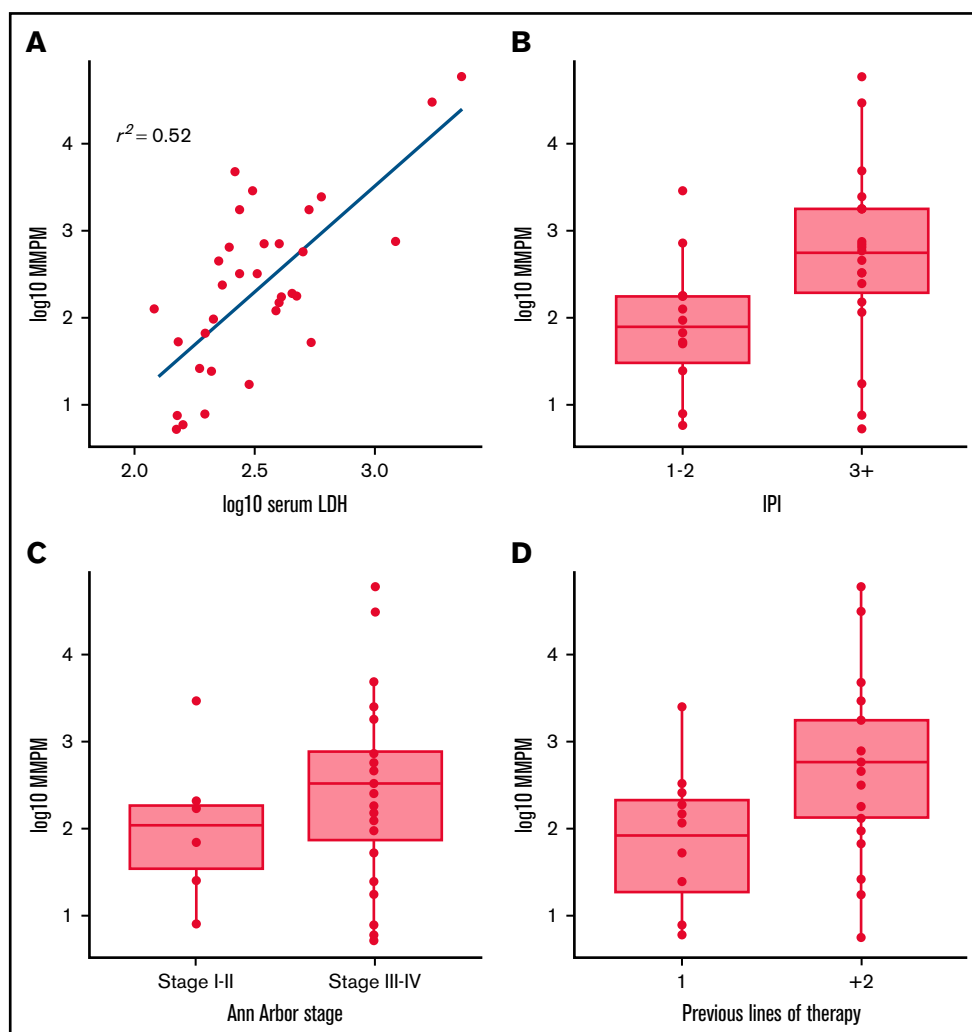 A
log10 MMPM
4
3
2
1
r² = 0.52
2.0 2.5 3.0
log10 serum LDH
B
log10 MMPM
4
3
2
1
1-2 3+
IPI
C
log10 MMPM
4
3
2
1
Stage I-II Stage III-IV
Ann Arbor stage
D
log10 MMPM
4
3
2
1
1 +2
Previous lines of therapy